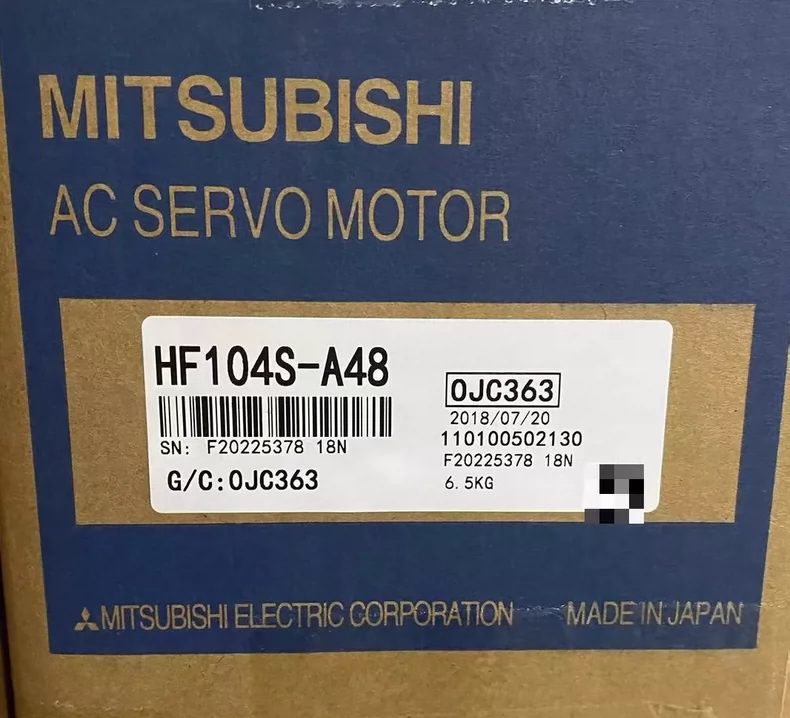 MITSUBISHI
AC SERVO MOTOR
HF104S-A48
SN: F20225378 18N
G/C:0JC363
0JC363
2018/07/20
110100502130
F20225378 18N
6.5KG
MITSUBISHI ELECTRIC CORPORATION MADE IN JAPAN